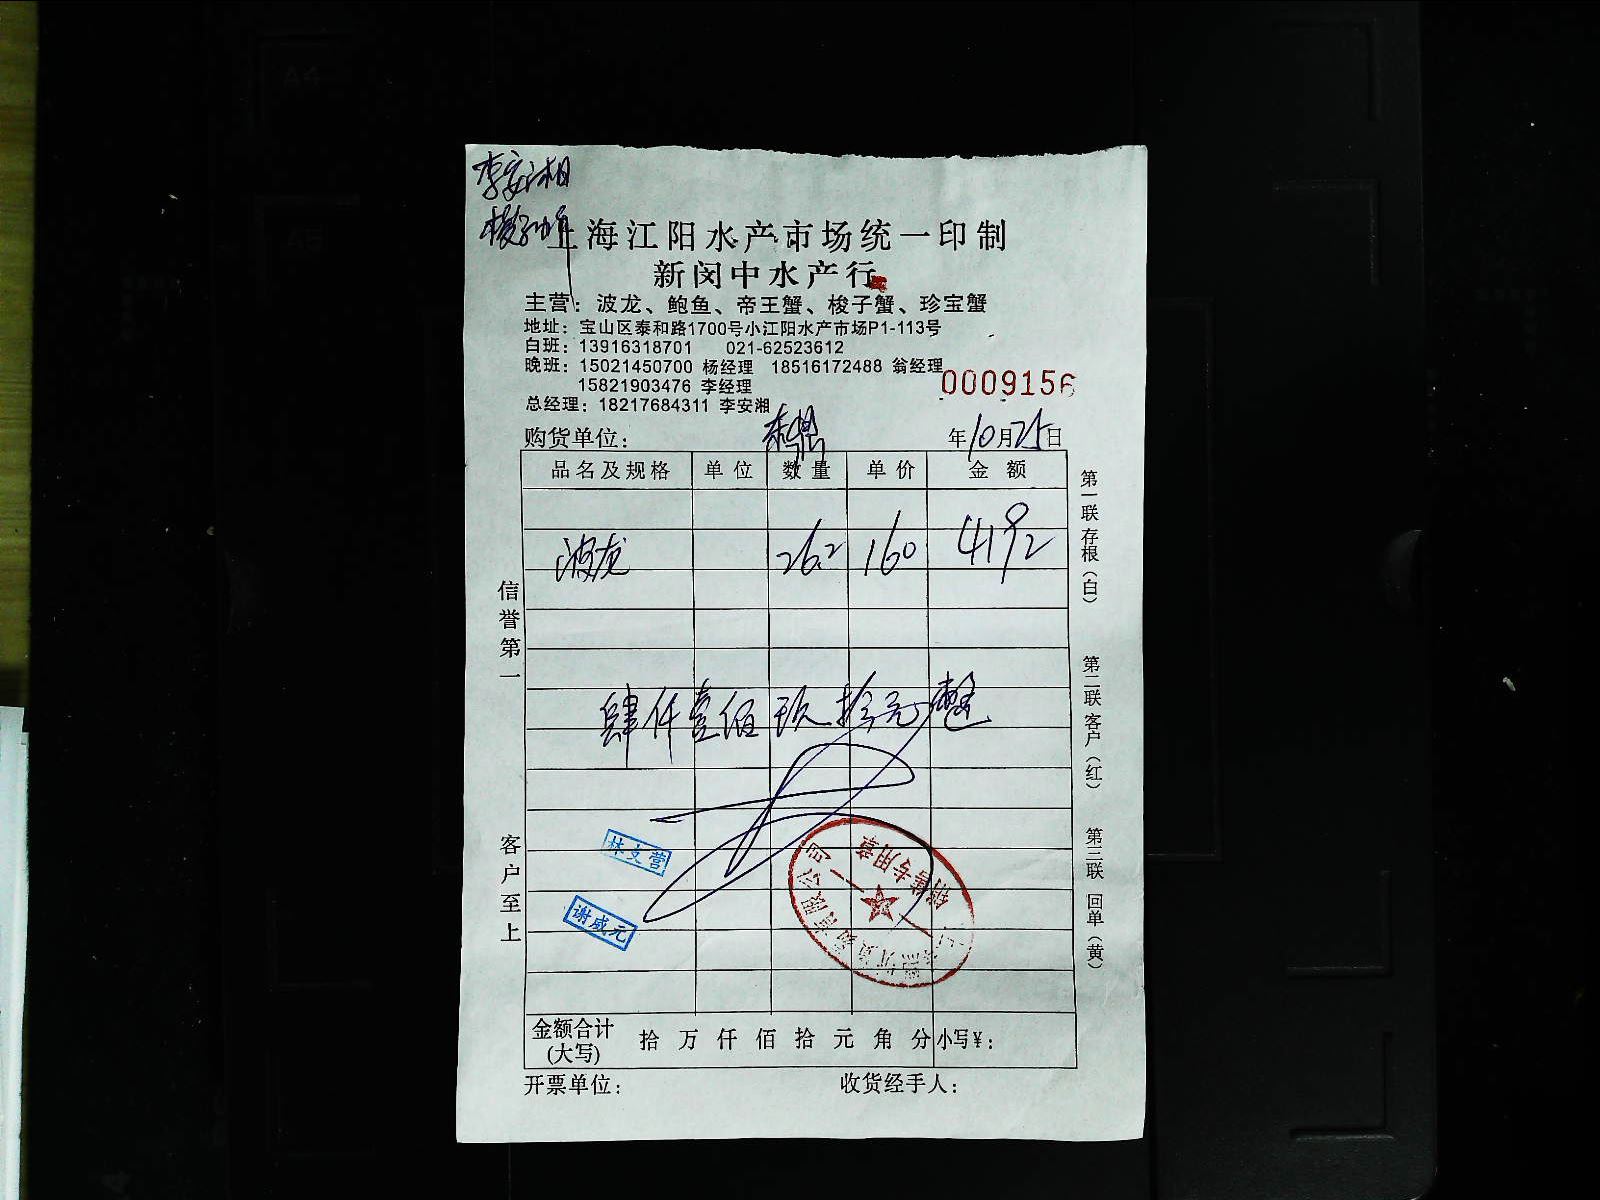 李安湘
上海江阳水产市场统一印制
新闵中水产行
主营：波龙、鲍鱼、帝王蟹、梭子蟹、珍宝蟹
地址：宝山区泰和路1700号小江阳水产市场P1-113号
白班：13916318701 021-62523612
晚班：15021450700 杨经理 18516172488 翁经理
15821903476 李经理
0009156
总经理：18217684311 李安湘
购货单位： 年10月25日
品名及规格 单位 数量 单价 金额
波龙 26.2 160 4192
肆仟壹佰玖拾元整
林文营
谢咸元
销售专用章
金额合计(大写) 拾 万 仟 佰 拾 元 角 分 小写¥：
开票单位： 收货经手人：
信誉第一
客户至上
第一联 存根（白）
第二联 客户（红）
第三联 回单（黄）
A4
A5